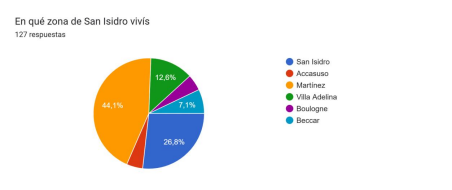 En qué zona de San Isidro vivís
127 respuestas
San Isidro
Accasuso
Martínez
Villa Adelina
Boulogne
Beccar
12,6%
7,1%
44,1%
26,8%